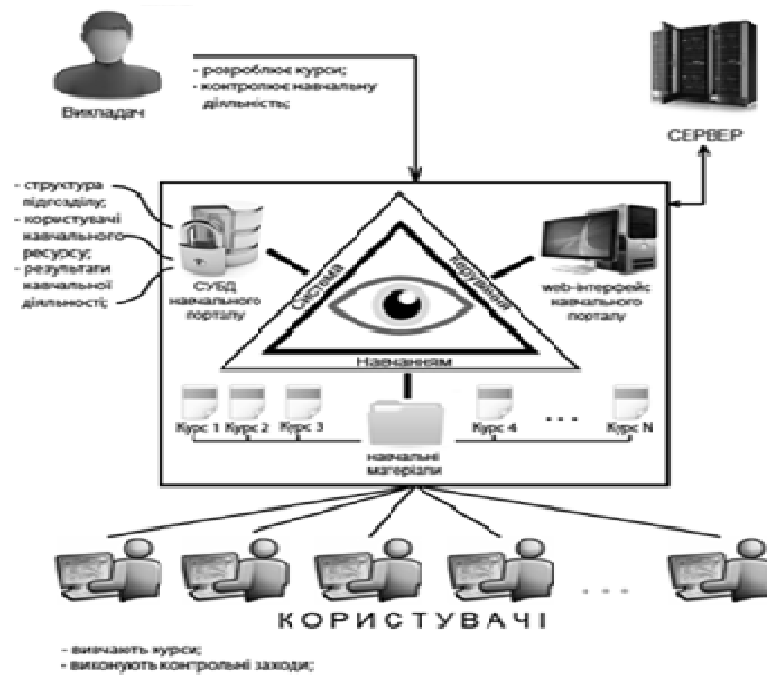 - розроблює курси;
- контролює навчальну
діяльність;
Викладач
СЕРВЕР
- структура
підрозділу;
- користувачі
навчального
ресурсу;
- результати
навчальної
діяльності;
СУБД
навчального
порталу
Система
Керування
Навчанням
web-інтерфейс
навчального
порталу
Курс 1 Курс 2 Курс 3
Курс 4
...
Курс N
навчальні
матеріали
...
КОРИСТУВАЧІ
- вивчають курси;
- виконують контрольні заходи;